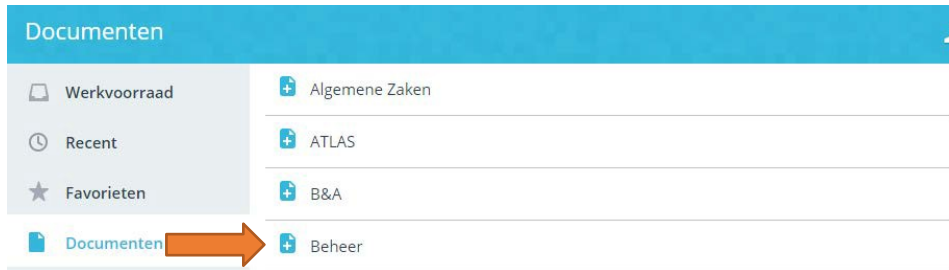 Documenten
Werkvoorraad
Recent
Favorieten
Documenten
Algemene Zaken
ATLAS
B&A
Beheer